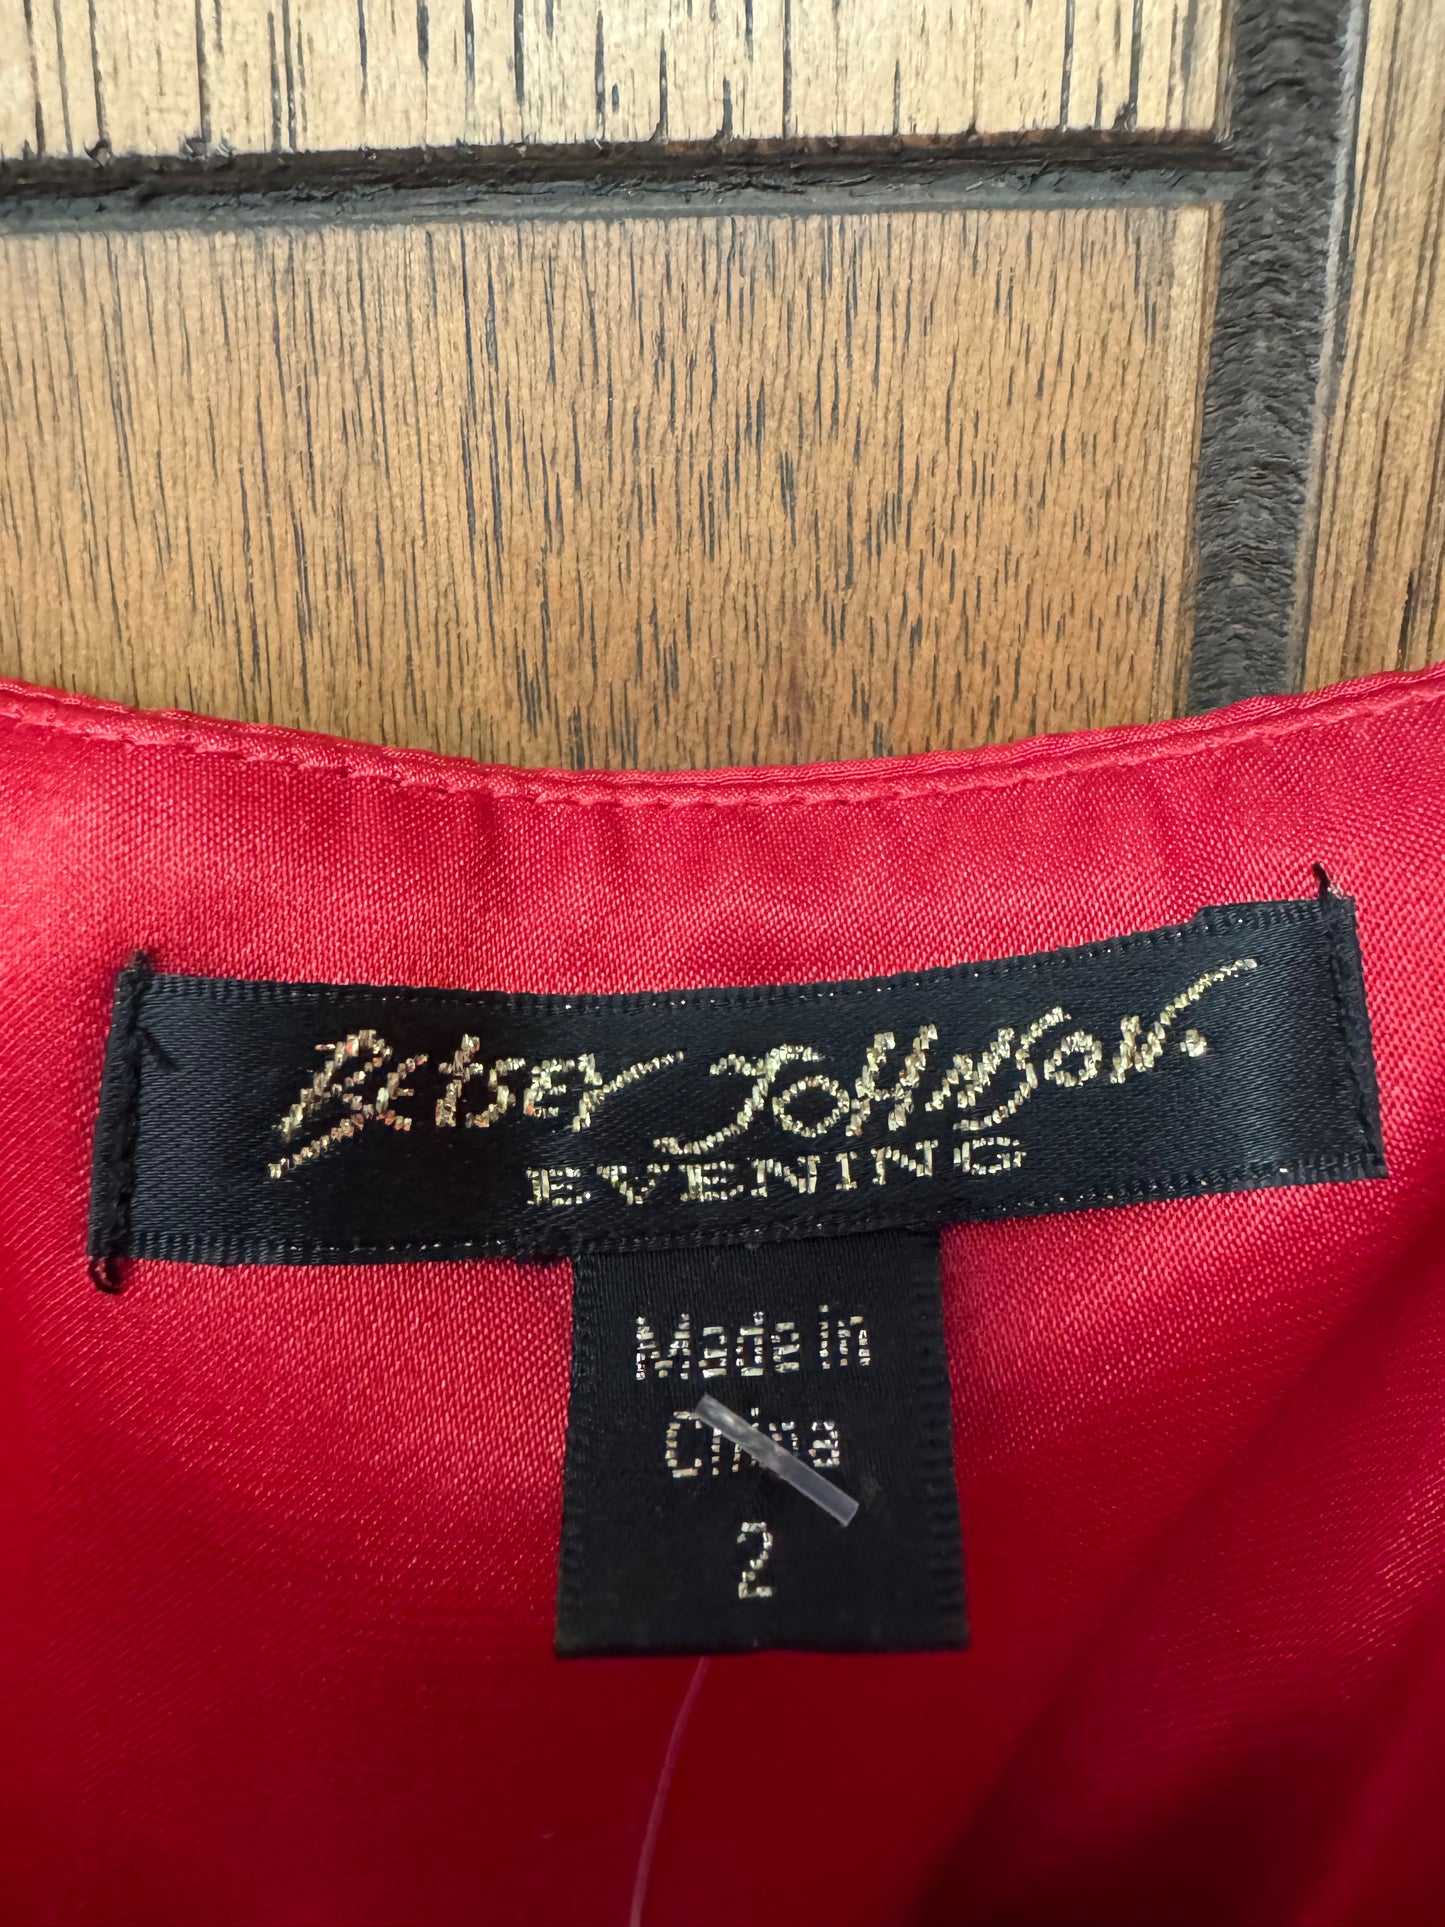 BETSEY JOHNSON.
EVENING
Made in
China
2